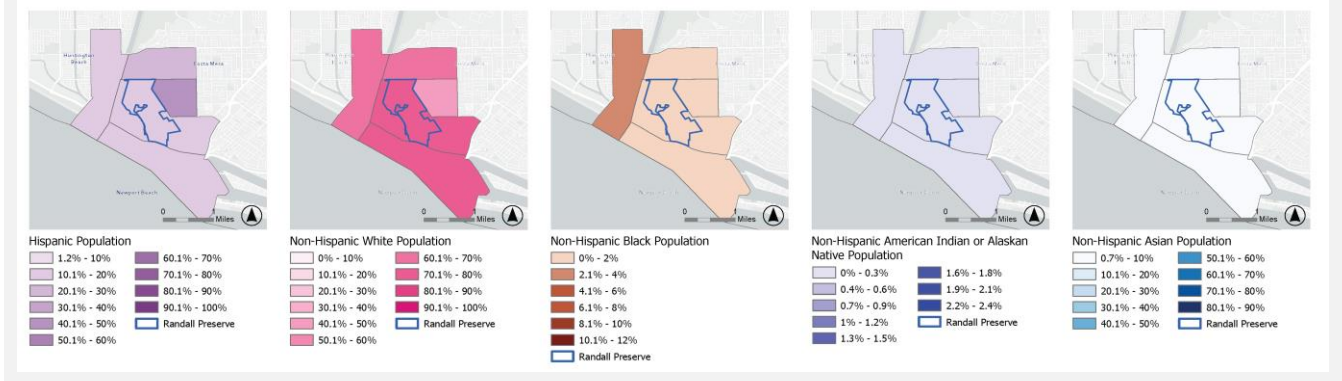 Huntington
Beach
Costa Mesa
Newport Beach
0 1
Miles
Hispanic Population
1.2% - 10%
10.1% - 20%
20.1% - 30%
30.1% - 40%
40.1% - 50%
50.1% - 60%
60.1% - 70%
70.1% - 80%
80.1% - 90%
90.1% - 100%
Randall Preserve
0 1
Miles
Non-Hispanic White Population
0% - 10%
10.1% - 20%
20.1% - 30%
30.1% - 40%
40.1% - 50%
50.1% - 60%
60.1% - 70%
70.1% - 80%
80.1% - 90%
90.1% - 100%
Randall Preserve
0 1
Miles
Non-Hispanic Black Population
0% - 2%
2.1% - 4%
4.1% - 6%
6.1% - 8%
8.1% - 10%
10.1% - 12%
Randall Preserve
0 1
Miles
Non-Hispanic American Indian or Alaskan
Native Population
0% - 0.3%
0.4% - 0.6%
0.7% - 0.9%
1% - 1.2%
1.3% - 1.5%
1.6% - 1.8%
1.9% - 2.1%
2.2% - 2.4%
Randall Preserve
0 1
Miles
Non-Hispanic Asian Population
0.7% - 10%
10.1% - 20%
20.1% - 30%
30.1% - 40%
40.1% - 50%
50.1% - 60%
60.1% - 70%
70.1% - 80%
80.1% - 90%
Randall Preserve